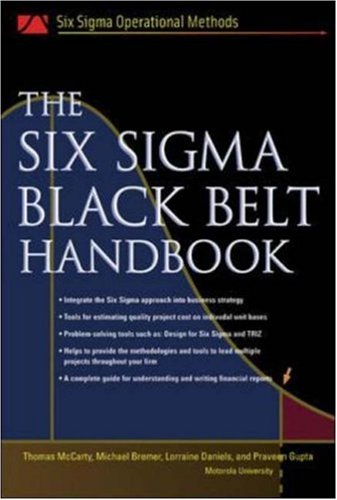 Six Sigma Operational Methods
THE
SIX SIGMA
BLACK BELT
HANDBOOK
• Integrate the Six Sigma approach into business strategy
• Tools for estimating quality project cost on individual unit bases
• Problem-solving tools such as: Design for Six Sigma and TRIZ
• Helps to provide the methodologies and tools to lead multiple
projects throughout your firm
• A complete guide for understanding and writing financial reports
Thomas McCarty, Michael Bremer, Lorraine Daniels, and Praveen Gupta
Motorola University